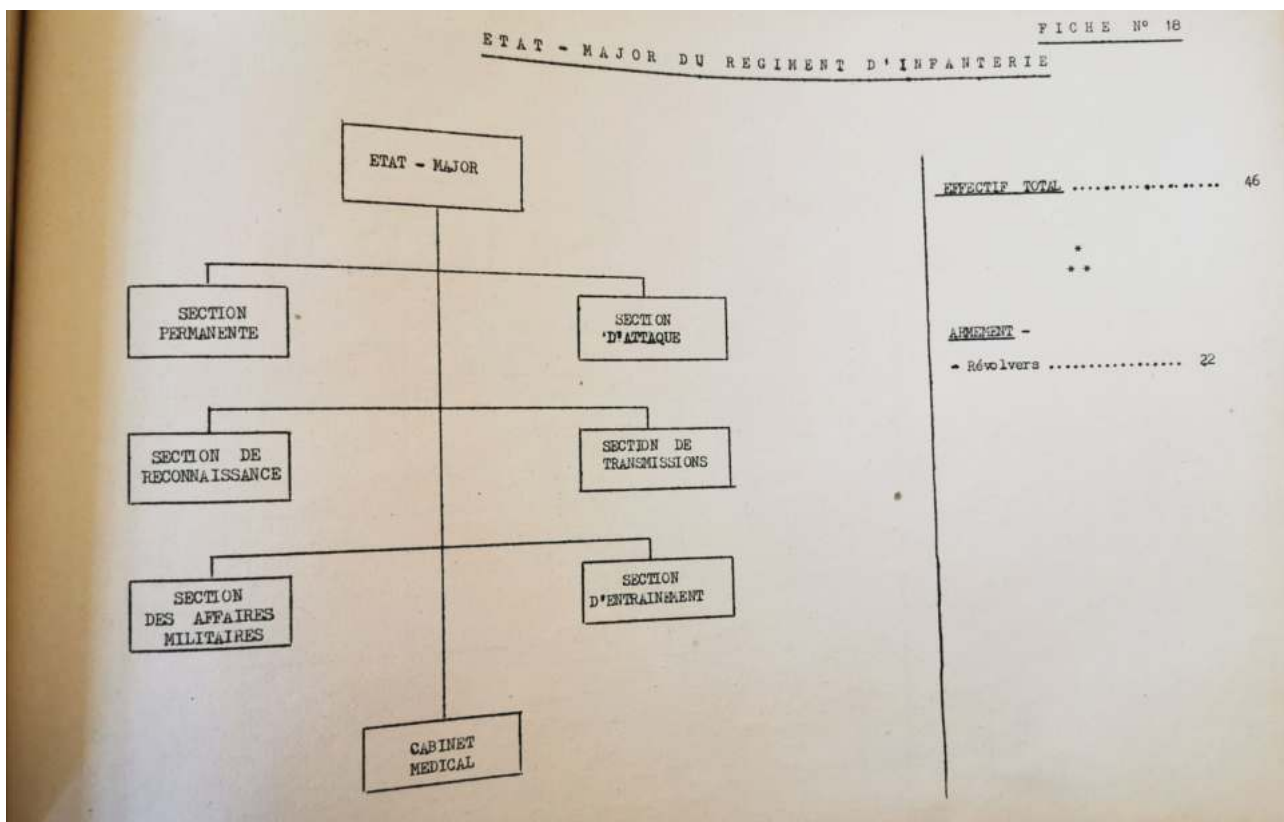 FICHE Nº 18
ETAT - MAJOR DU REGIMENT D'INFANTERIE
ETAT - MAJOR
SECTION
PERMANENTE
SECTION
'D'ATTAQUE
SECTION DE
RECONNAISSANCE
SECTION DE
TRANSMISSIONS
SECTION
DES AFFAIRES
MILITAIRES
SECTION
D'ENTRAINEMENT
CABINET
MEDICAL
EFFECTIF TOTAL .................... 46
*
* *
ARMEMENT -
- Révolvers ................. 22